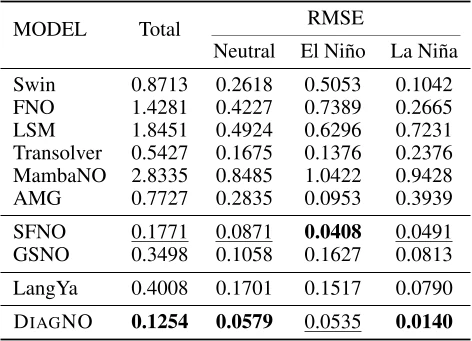 MODEL Total RMSE
Neutral El Niño La Niña
Swin 0.8713 0.2618 0.5053 0.1042
FNO 1.4281 0.4227 0.7389 0.2665
LSM 1.8451 0.4924 0.6296 0.7231
Transolver 0.5427 0.1675 0.1376 0.2376
MambaNO 2.8335 0.8485 1.0422 0.9428
AMG 0.7727 0.2835 0.0953 0.3939
SFNO 0.1771 0.0871 0.0408 0.0491
GSNO 0.3498 0.1058 0.1627 0.0813
LangYa 0.4008 0.1701 0.1517 0.0790
DIAGNO 0.1254 0.0579 0.0535 0.0140